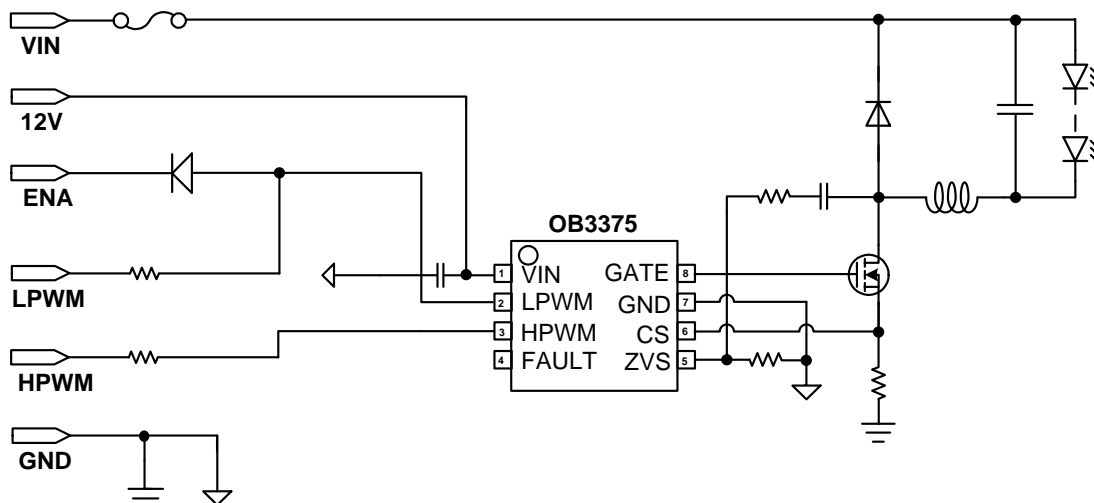 VIN
12V
ENA
LPWM
HPWM
GND
OB3375
1 VIN
2 LPWM
3 HPWM
4 FAULT
GATE 8
GND 7
CS 6
ZVS 5